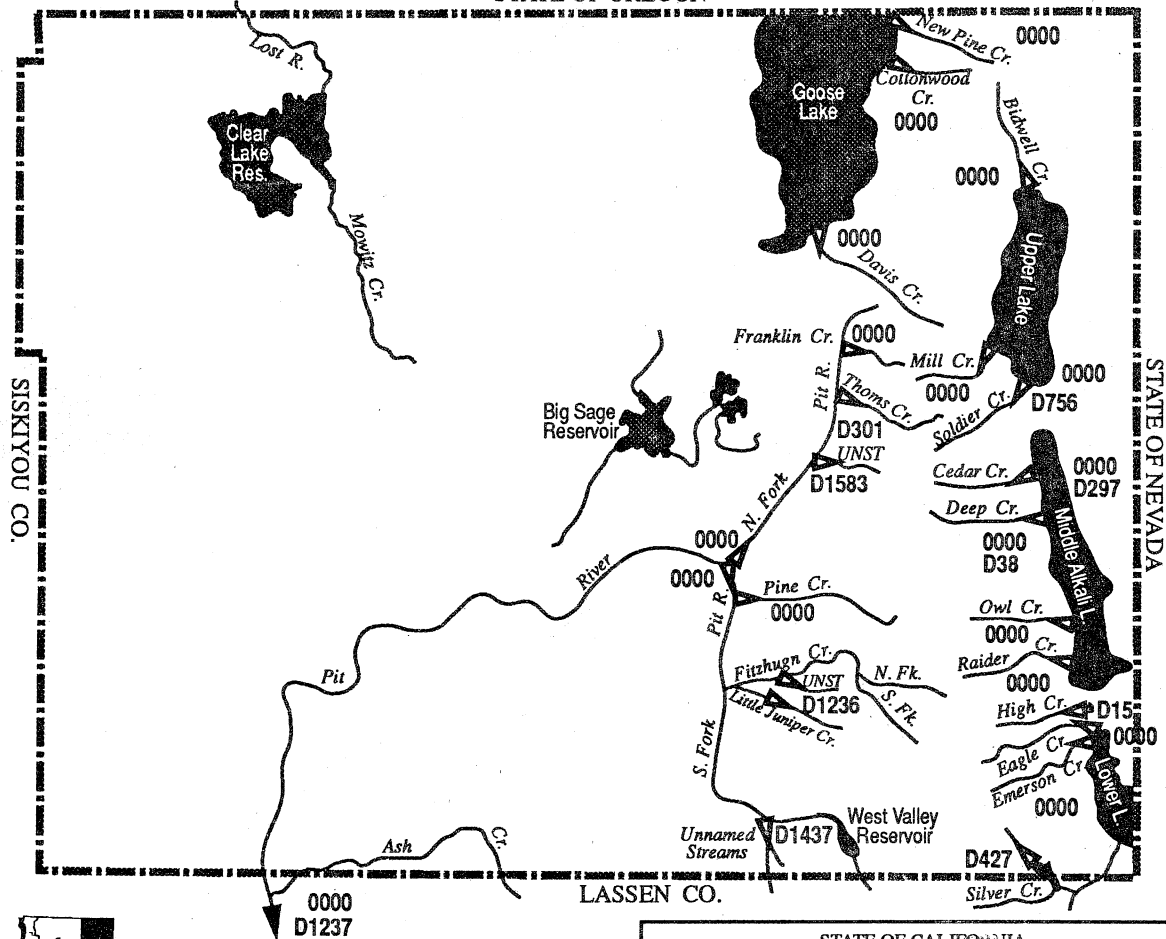 New Pine Cr.
0000
Lost R.
Cottonwood
Cr.
0000
Goose
Lake
Clear
Lake
Res.
Bidwell Cr.
0000
Mowitz Cr.
0000
Davis Cr.
Upper Lake
Franklin Cr.
0000
Mill Cr.
0000
0000
D756
Soldier Cr.
Pit R.
Thoms Cr.
D301
UNST
D1583
Big Sage
Reservoir
SISKIYOU CO.
STATE OF NEVADA
Cedar Cr.
0000
D297
Deep Cr.
0000
D38
Middle Alkali L.
N. Fork
0000
0000
River
Pine Cr.
0000
Pit R.
Owl Cr.
0000
Raider Cr.
0000
Pit
Fitzhugh Cr.
UNST
D1236
N. Fk.
S. Fk.
Little Juniper Cr.
High Cr.
D15
0000
Eagle Cr.
Emerson Cr
0000
Lower L.
S. Fork
Unnamed
Streams
D1437
West Valley
Reservoir
Ash Cr.
D427
Silver Cr.
0000
D1237
LASSEN CO.